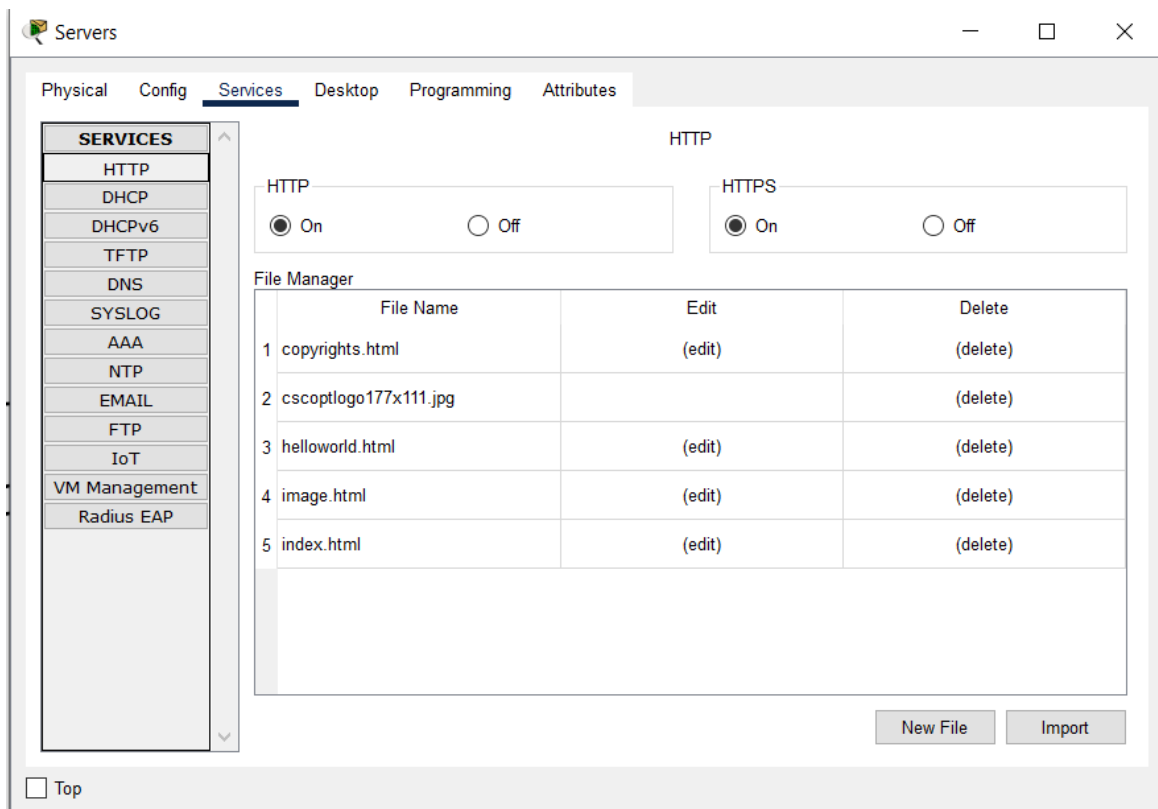 Servers
Physical Config Services Desktop Programming Attributes
SERVICES
HTTP
DHCP
DHCPv6
TFTP
DNS
SYSLOG
AAA
NTP
EMAIL
FTP
IoT
VM Management
Radius EAP
HTTP
HTTP
On Off
HTTPS
On Off
File Manager
File Name Edit Delete
1 copyrights.html (edit) (delete)
2 cscoptlogo177x111.jpg (delete)
3 helloworld.html (edit) (delete)
4 image.html (edit) (delete)
5 index.html (edit) (delete)
New File Import
Top